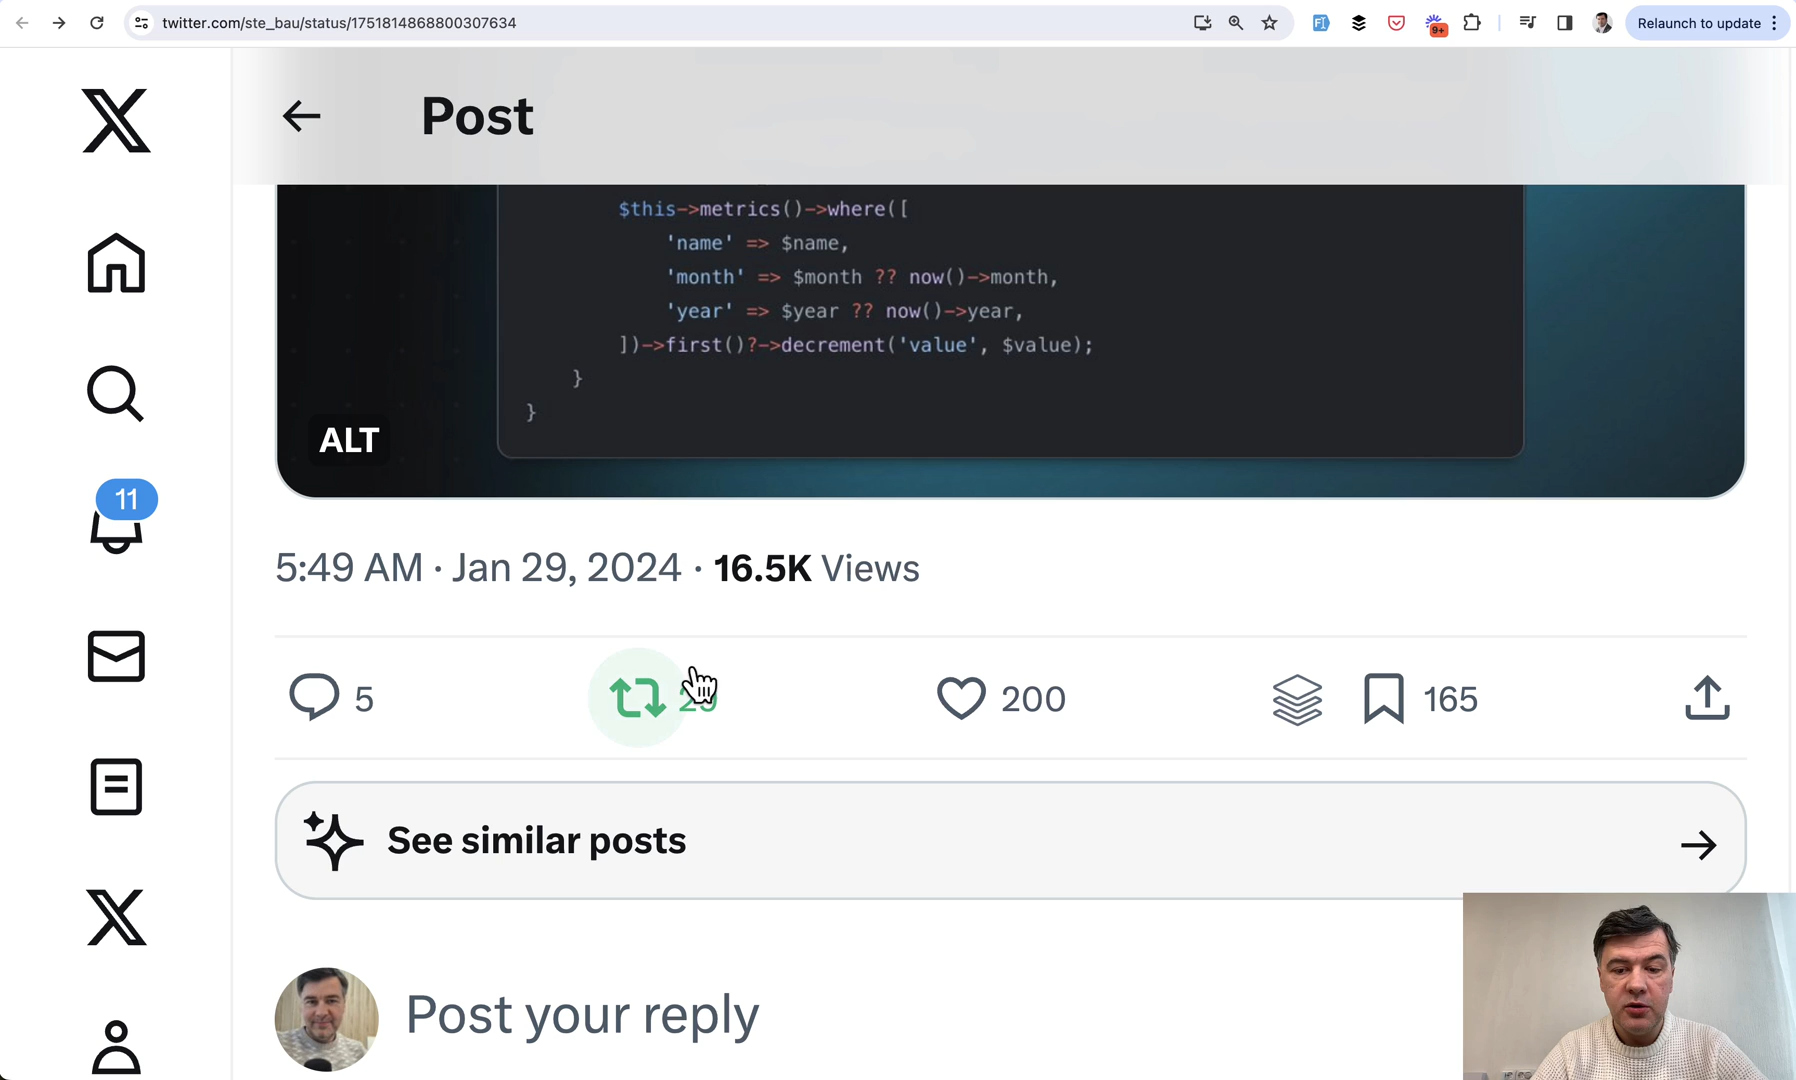 twitter.com/ste_bau/status/1751814868800307634
9+
Relaunch to update
Post
$this->metrics()->where([
'name' => $name,
'month' => $month ?? now()->month,
'year' => $year ?? now()->year,
])->first()?->decrement('value', $value);
}
}
ALT
11
5:49 AM · Jan 29, 2024 · 16.5K Views
5
200
165
See similar posts
Post your reply